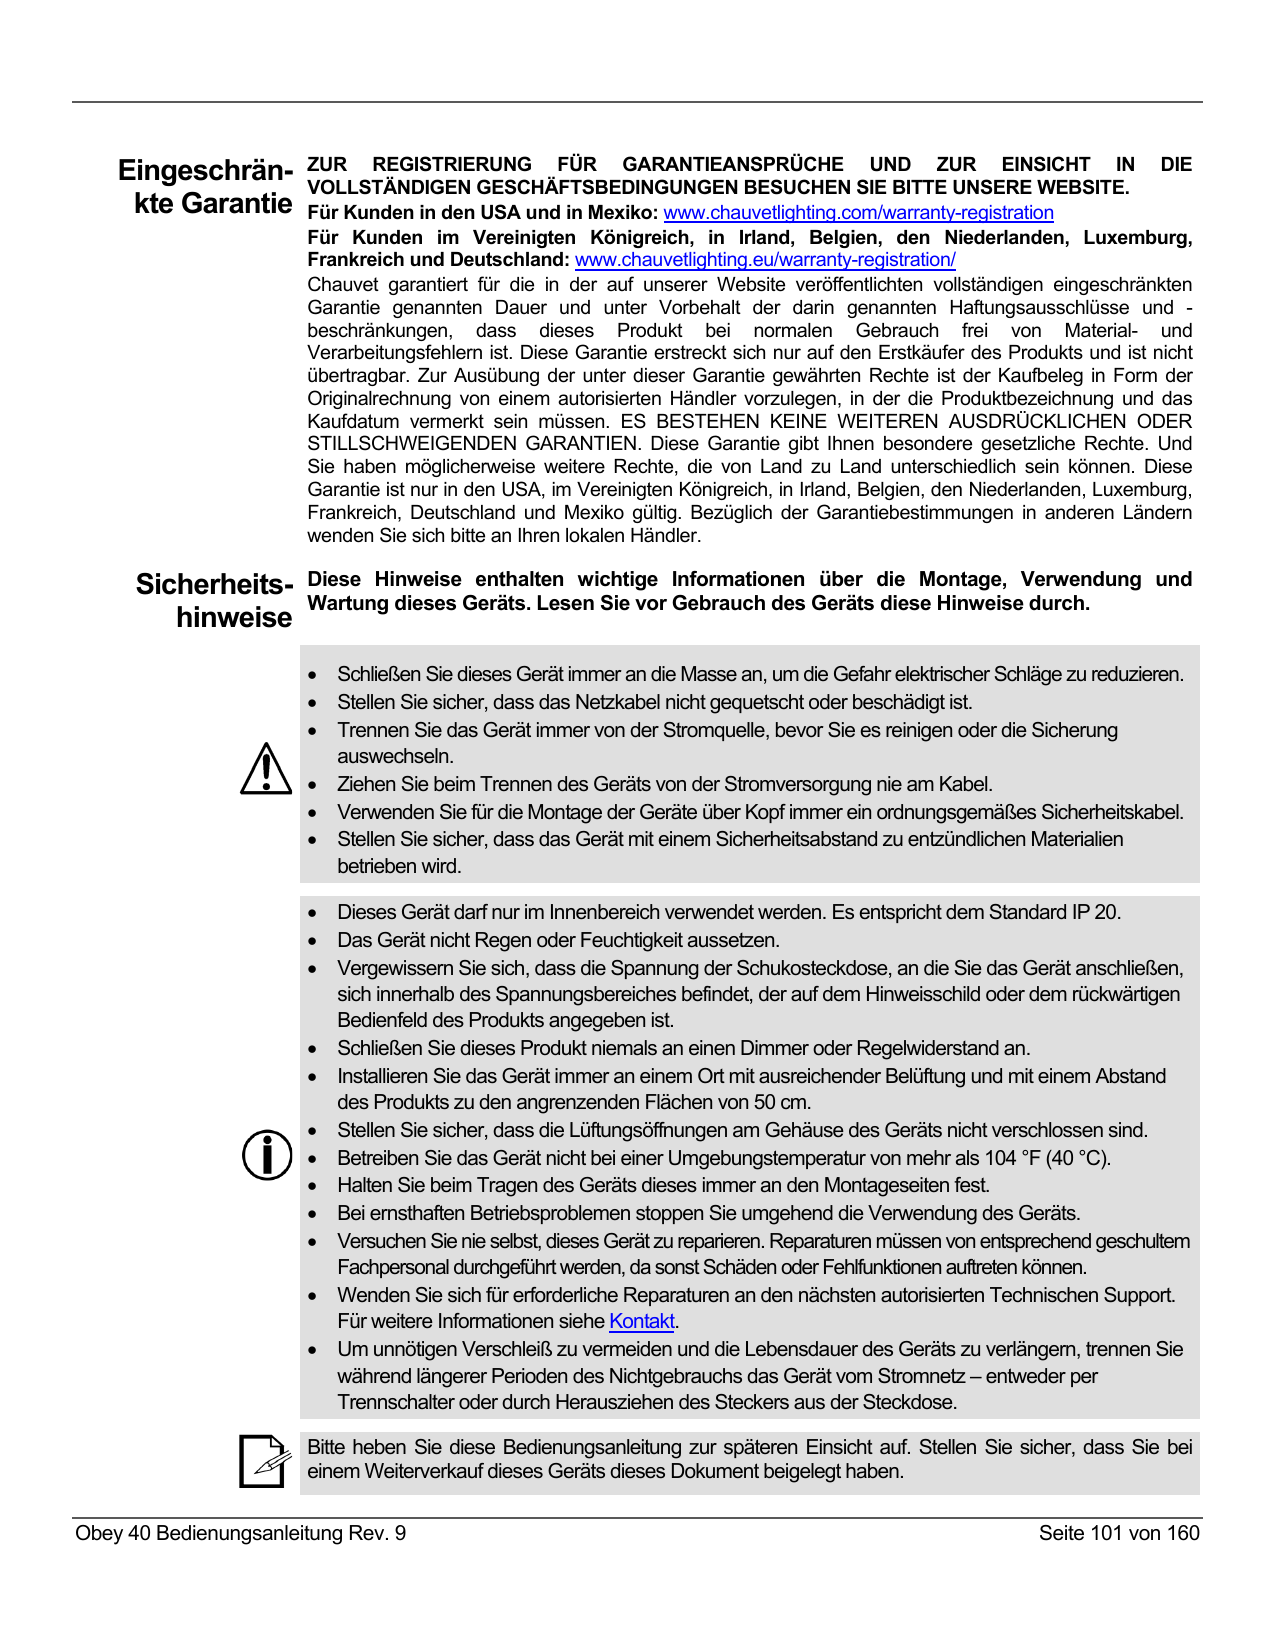 Eingeschrän-
kte Garantie
ZUR REGISTRIERUNG FÜR GARANTIEANSPRÜCHE UND ZUR EINSICHT IN DIE
VOLLSTÄNDIGEN GESCHÄFTSBEDINGUNGEN BESUCHEN SIE BITTE UNSERE WEBSITE.
Für Kunden in den USA und in Mexiko: www.chauvetlighting.com/warranty-registration
Für Kunden im Vereinigten Königreich, in Irland, Belgien, den Niederlanden, Luxemburg,
Frankreich und Deutschland: www.chauvetlighting.eu/warranty-registration/
Chauvet garantiert für die in der auf unserer Website veröffentlichten vollständigen eingeschränkten
Garantie genannten Dauer und unter Vorbehalt der darin genannten Haftungsausschlüsse und -
beschränkungen, dass dieses Produkt bei normalen Gebrauch frei von Material- und
Verarbeitungsfehlern ist. Diese Garantie erstreckt sich nur auf den Erstkäufer des Produkts und ist nicht
übertragbar. Zur Ausübung der unter dieser Garantie gewährten Rechte ist der Kaufbeleg in Form der
Originalrechnung von einem autorisierten Händler vorzulegen, in der die Produktbezeichnung und das
Kaufdatum vermerkt sein müssen. ES BESTEHEN KEINE WEITEREN AUSDRÜCKLICHEN ODER
STILLSCHWEIGENDEN GARANTIEN. Diese Garantie gibt Ihnen besondere gesetzliche Rechte. Und
Sie haben möglicherweise weitere Rechte, die von Land zu Land unterschiedlich sein können. Diese
Garantie ist nur in den USA, im Vereinigten Königreich, in Irland, Belgien, den Niederlanden, Luxemburg,
Frankreich, Deutschland und Mexiko gültig. Bezüglich der Garantiebestimmungen in anderen Ländern
wenden Sie sich bitte an Ihren lokalen Händler.
Sicherheits-
hinweise
Diese Hinweise enthalten wichtige Informationen über die Montage, Verwendung und
Wartung dieses Geräts. Lesen Sie vor Gebrauch des Geräts diese Hinweise durch.
• Schließen Sie dieses Gerät immer an die Masse an, um die Gefahr elektrischer Schläge zu reduzieren.
• Stellen Sie sicher, dass das Netzkabel nicht gequetscht oder beschädigt ist.
• Trennen Sie das Gerät immer von der Stromquelle, bevor Sie es reinigen oder die Sicherung
auswechseln.
• Ziehen Sie beim Trennen des Geräts von der Stromversorgung nie am Kabel.
• Verwenden Sie für die Montage der Geräte über Kopf immer ein ordnungsgemäßes Sicherheitskabel.
• Stellen Sie sicher, dass das Gerät mit einem Sicherheitsabstand zu entzündlichen Materialien
betrieben wird.
• Dieses Gerät darf nur im Innenbereich verwendet werden. Es entspricht dem Standard IP 20.
• Das Gerät nicht Regen oder Feuchtigkeit aussetzen.
• Vergewissern Sie sich, dass die Spannung der Schukosteckdose, an die Sie das Gerät anschließen,
sich innerhalb des Spannungsbereiches befindet, der auf dem Hinweisschild oder dem rückwärtigen
Bedienfeld des Produkts angegeben ist.
• Schließen Sie dieses Produkt niemals an einen Dimmer oder Regelwiderstand an.
• Installieren Sie das Gerät immer an einem Ort mit ausreichender Belüftung und mit einem Abstand
des Produkts zu den angrenzenden Flächen von 50 cm.
• Stellen Sie sicher, dass die Lüftungsöffnungen am Gehäuse des Geräts nicht verschlossen sind.
• Betreiben Sie das Gerät nicht bei einer Umgebungstemperatur von mehr als 104 °F (40 °C).
• Halten Sie beim Tragen des Geräts dieses immer an den Montageseiten fest.
• Bei ernsthaften Betriebsproblemen stoppen Sie umgehend die Verwendung des Geräts.
• Versuchen Sie nie selbst, dieses Gerät zu reparieren. Reparaturen müssen von entsprechend geschultem
Fachpersonal durchgeführt werden, da sonst Schäden oder Fehlfunktionen auftreten können.
• Wenden Sie sich für erforderliche Reparaturen an den nächsten autorisierten Technischen Support.
Für weitere Informationen siehe Kontakt.
• Um unnötigen Verschleiß zu vermeiden und die Lebensdauer des Geräts zu verlängern, trennen Sie
während längerer Perioden des Nichtgebrauchs das Gerät vom Stromnetz – entweder per
Trennschalter oder durch Herausziehen des Steckers aus der Steckdose.
Bitte heben Sie diese Bedienungsanleitung zur späteren Einsicht auf. Stellen Sie sicher, dass Sie bei
einem Weiterverkauf dieses Geräts dieses Dokument beigelegt haben.
Obey 40 Bedienungsanleitung Rev. 9
Seite 101 von 160